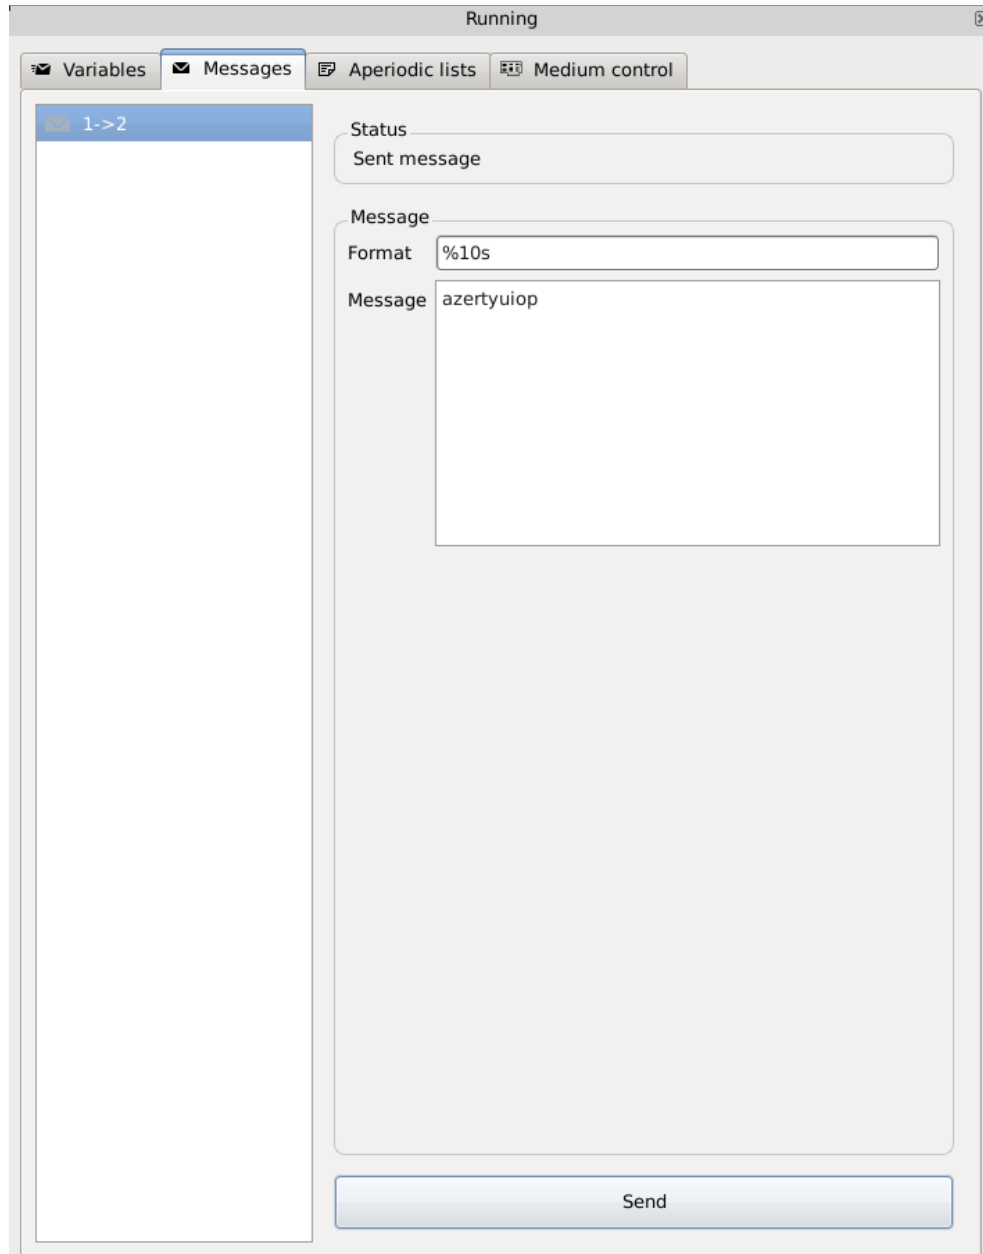 Running
Variables
Messages
Aperiodic lists
Medium control
1->2
Status
Sent message
Message
Format
%10s
Message
azertyuiop
Send